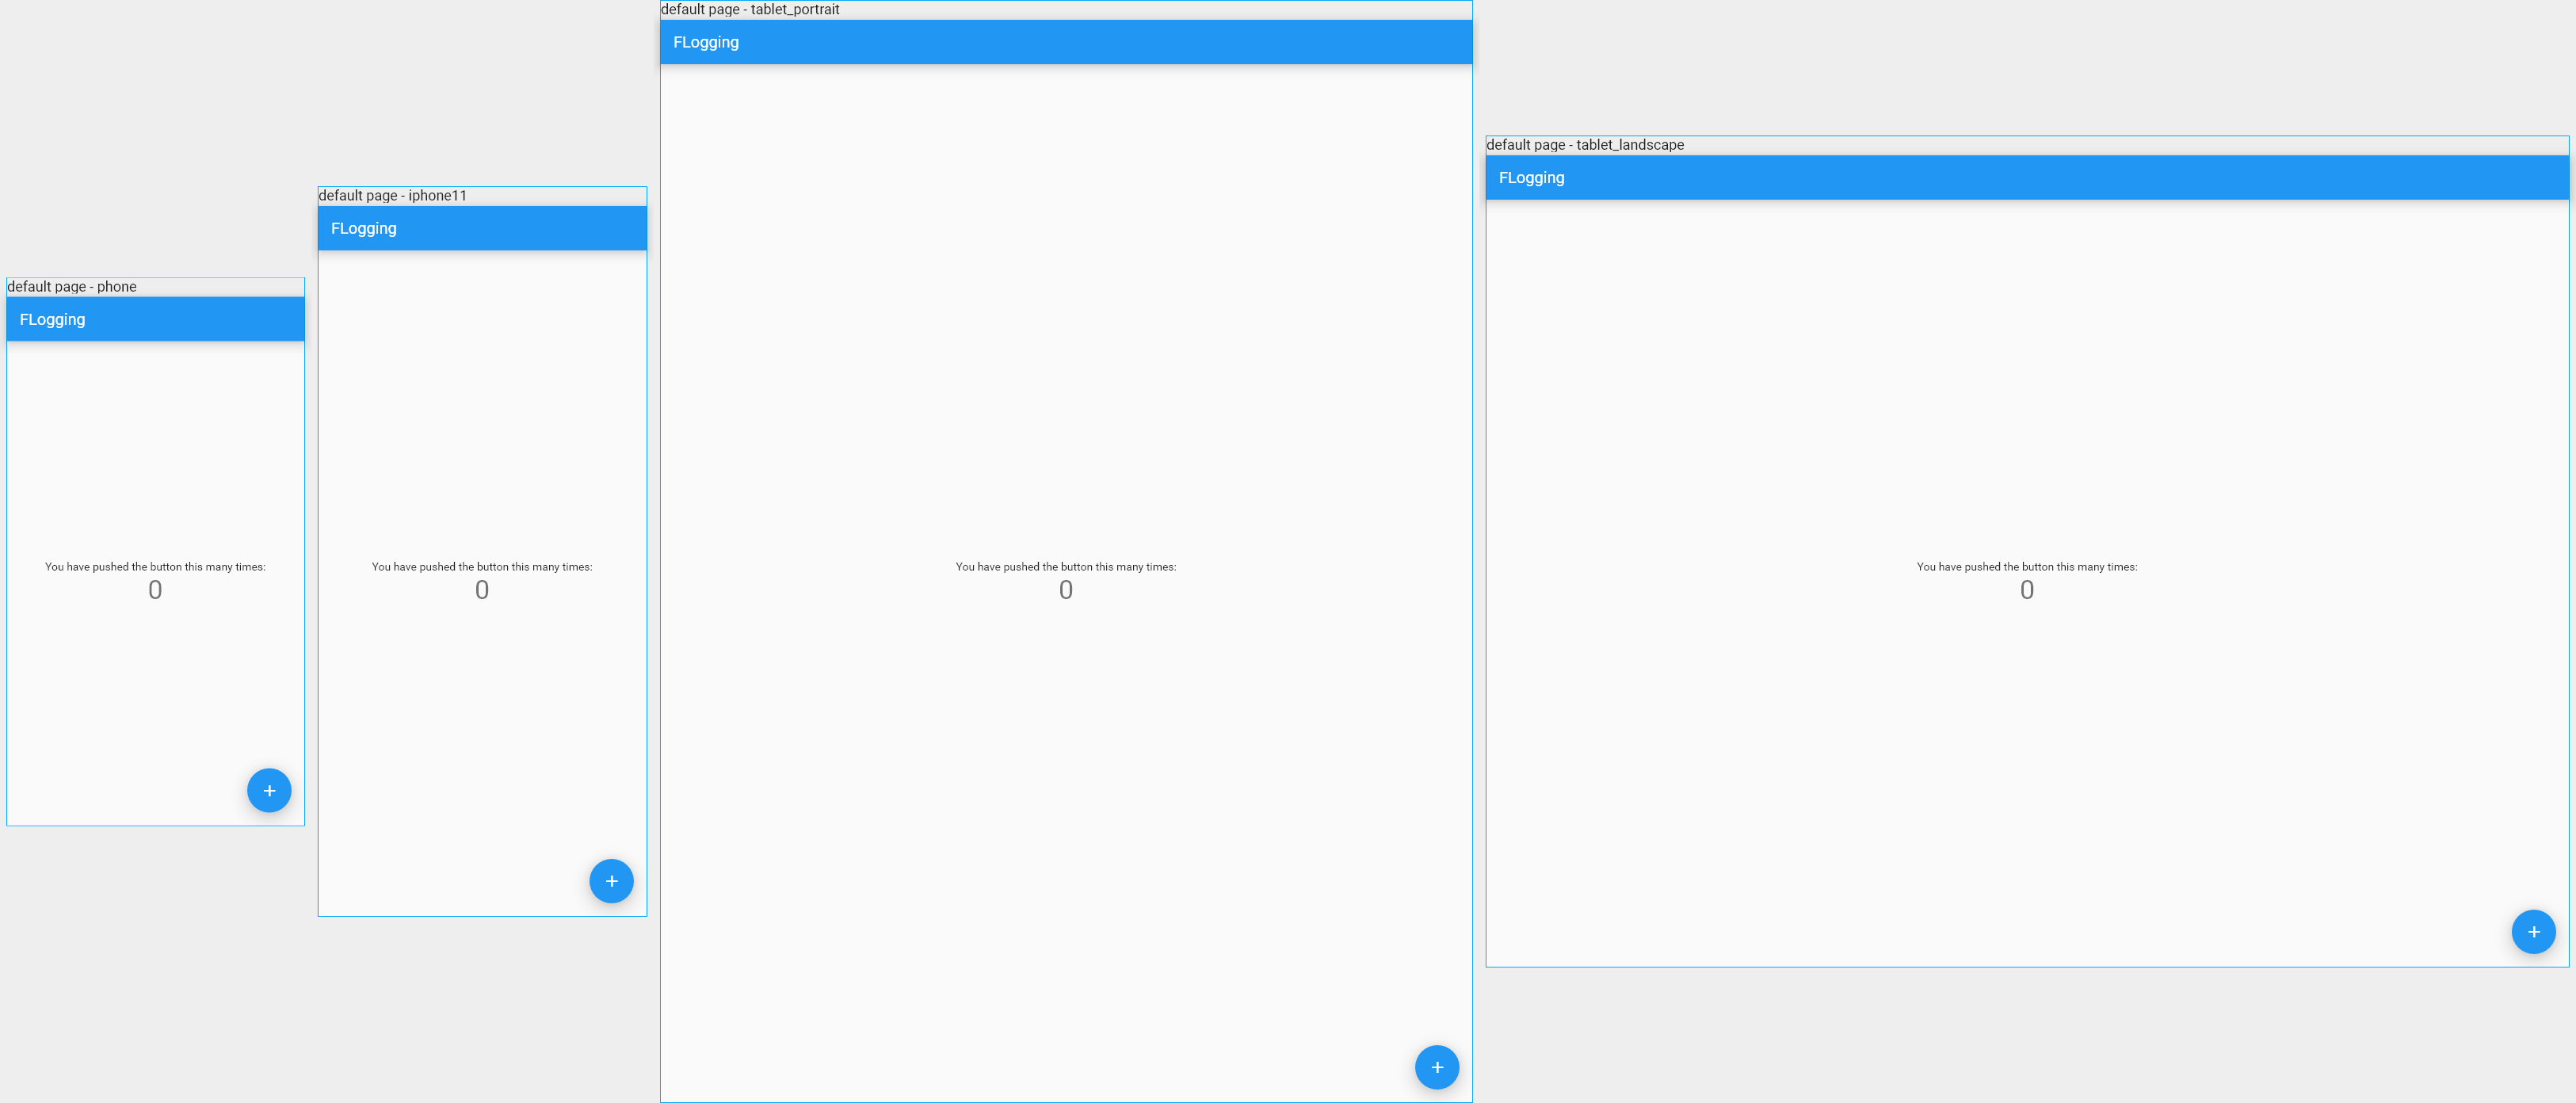 default page - phone
FLogging
You have pushed the button this many times:
0
+
default page - iphone11
FLogging
You have pushed the button this many times:
0
+
default page - tablet_portrait
FLogging
You have pushed the button this many times:
0
+
default page - tablet_landscape
FLogging
You have pushed the button this many times:
0
+